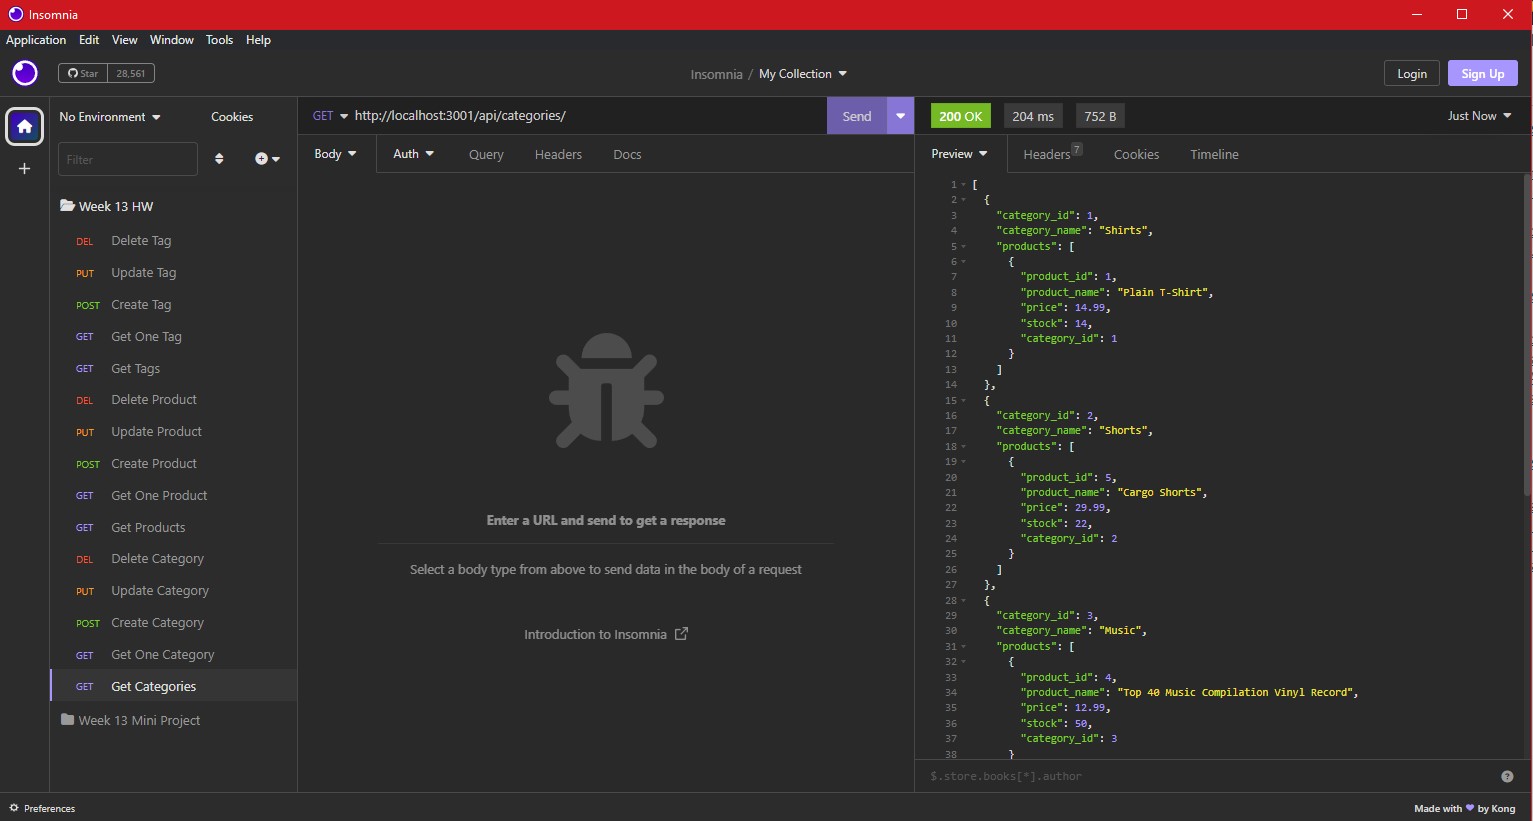 Insomnia
Application Edit View Window Tools Help
Star 28,561
Insomnia / My Collection
Login Sign Up
No Environment Cookies
Filter
Week 13 HW
DEL Delete Tag
PUT Update Tag
POST Create Tag
GET Get One Tag
GET Get Tags
DEL Delete Product
PUT Update Product
POST Create Product
GET Get One Product
GET Get Products
DEL Delete Category
PUT Update Category
POST Create Category
GET Get One Category
GET Get Categories
Week 13 Mini Project
GET http://localhost:3001/api/categories/ Send
Body Auth Query Headers Docs
Enter a URL and send to get a response
Select a body type from above to send data in the body of a request
Introduction to Insomnia
200 OK 204 ms 752 B Just Now
Preview Headers 7 Cookies Timeline
1 [
2 {
3 "category_id": 1,
4 "category_name": "Shirts",
5 "products": [
6 {
7 "product_id": 1,
8 "product_name": "Plain T-Shirt",
9 "price": 14.99,
10 "stock": 14,
11 "category_id": 1
12 }
13 ]
14 },
15 {
16 "category_id": 2,
17 "category_name": "Shorts",
18 "products": [
19 {
20 "product_id": 5,
21 "product_name": "Cargo Shorts",
22 "price": 29.99,
23 "stock": 22,
24 "category_id": 2
25 }
26 ]
27 },
28 {
29 "category_id": 3,
30 "category_name": "Music",
31 "products": [
32 {
33 "product_id": 4,
34 "product_name": "Top 40 Music Compilation Vinyl Record",
35 "price": 12.99,
36 "stock": 50,
37 "category_id": 3
38 }
$.store.books[*].author ?
Preferences
Made with 💜 by Kong